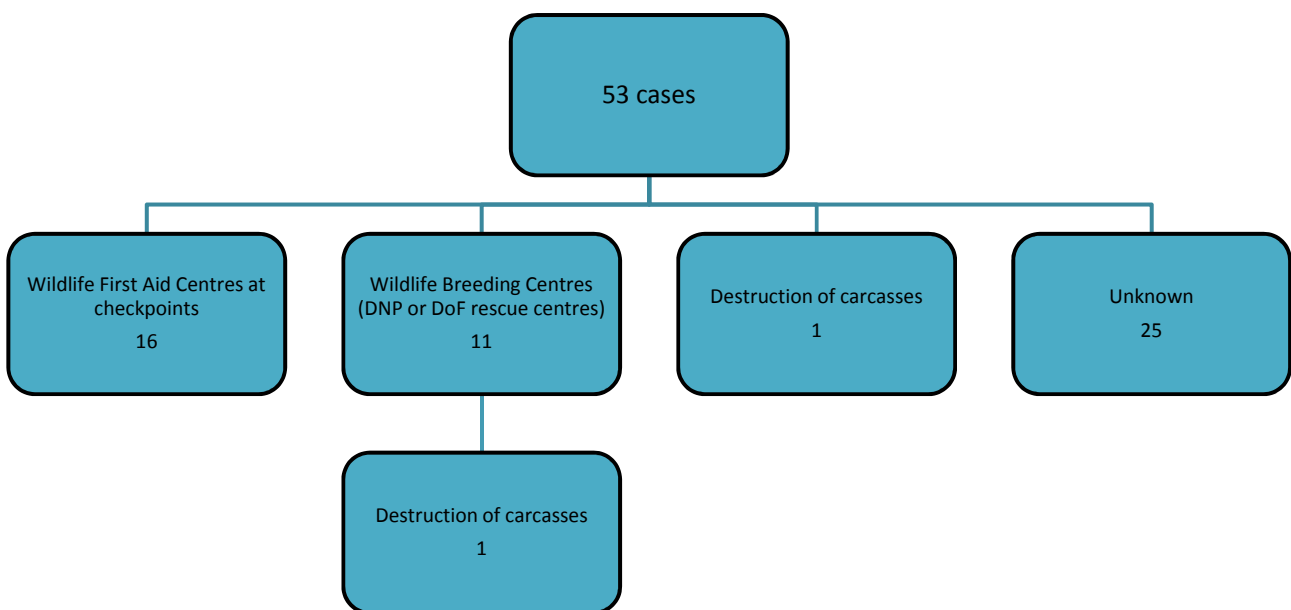 53 cases
Wildlife First Aid Centres at
checkpoints
16
Wildlife Breeding Centres
(DNP or DoF rescue centres)
11
Destruction of carcasses
1
Unknown
25
Destruction of carcasses
1